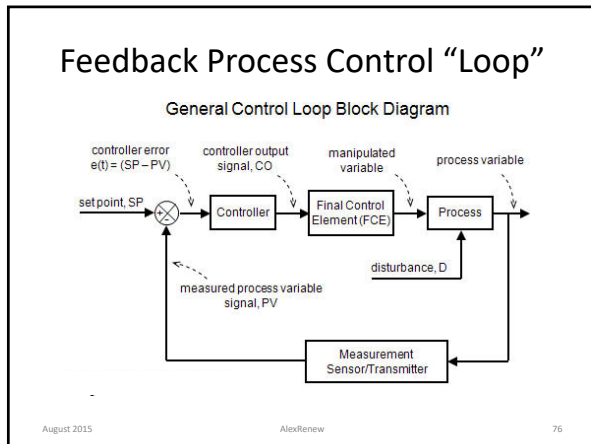 Feedback Process Control “Loop”
General Control Loop Block Diagram
controller error
e(t) = (SP – PV)
controller output
signal, CO
manipulated
variable
process variable
set point, SP
+
-
Controller
Final Control
Element (FCE)
Process
disturbance, D
measured process variable
signal, PV
Measurement
Sensor/Transmitter
August 2015
AlexRenew
76